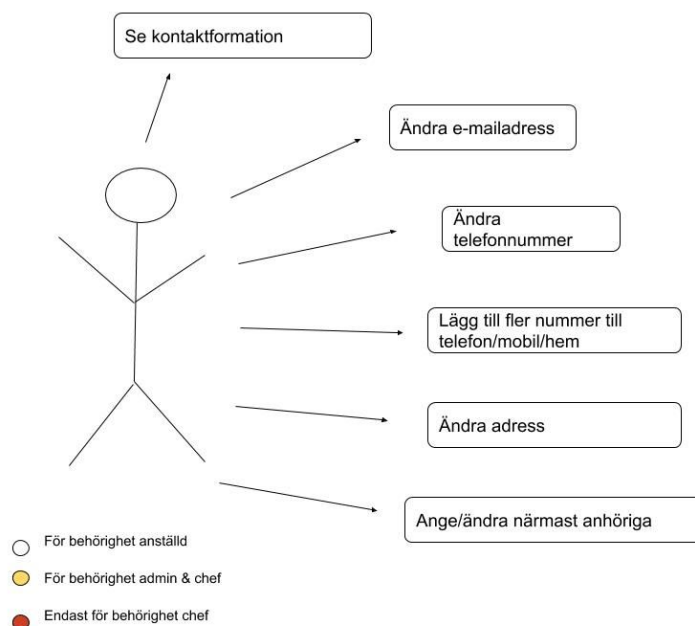 Se kontaktformation
Ändra e-mailadress
Ändra
telefonnummer
Lägg till fler nummer till
telefon/mobil/hem
Ändra adress
Ange/ändra närmast anhöriga
För behörighet anställd
För behörighet admin & chef
Endast för behörighet chef